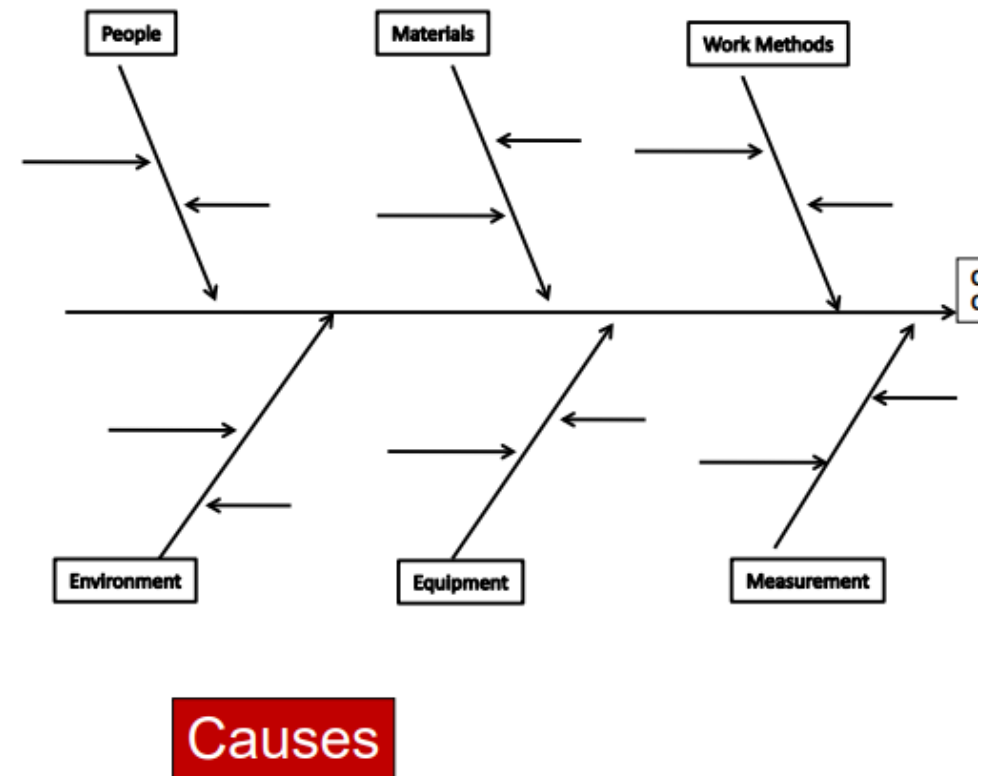 People
Materials
Work Methods
Environment
Equipment
Measurement
Causes